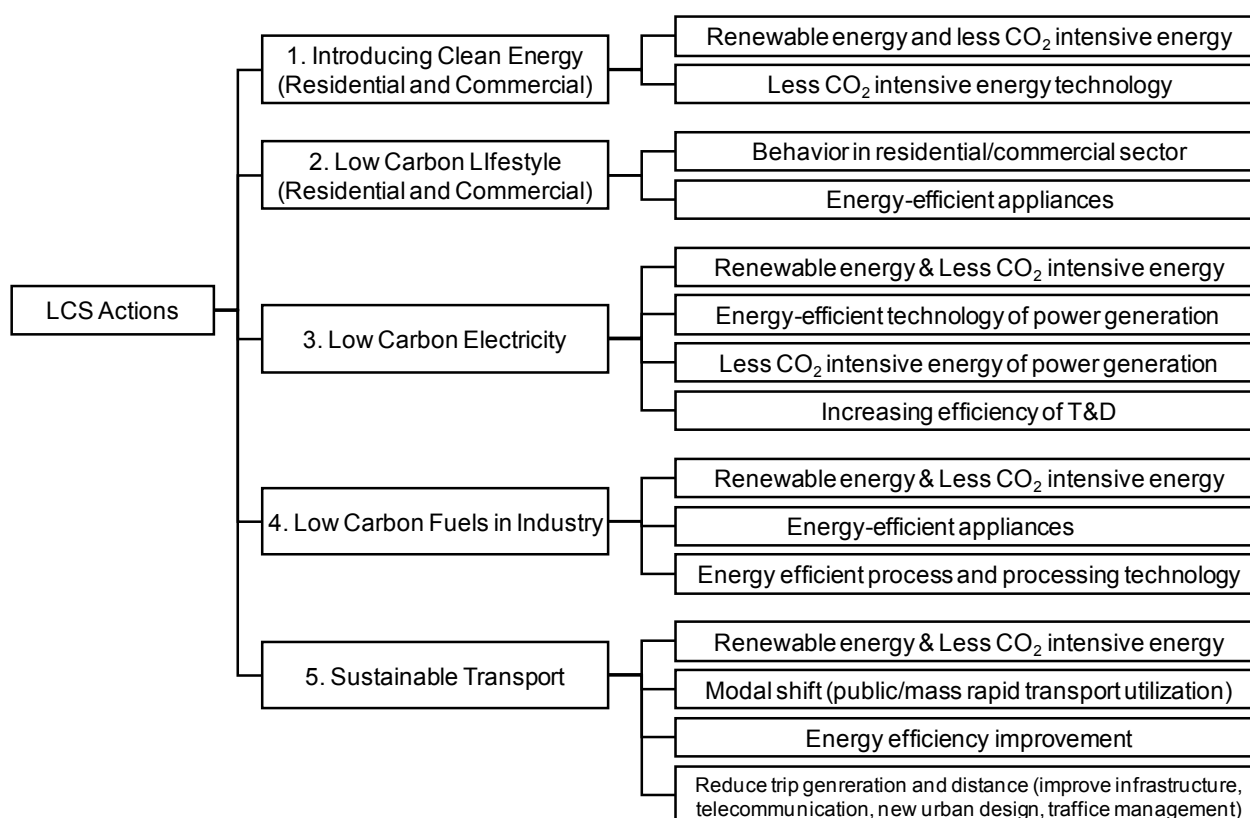 LCS Actions
1. Introducing Clean Energy
(Residential and Commercial)
Renewable energy and less CO₂ intensive energy
Less CO₂ intensive energy technology
2. Low Carbon LIfestyle
(Residential and Commercial)
Behavior in residential/commercial sector
Energy-efficient appliances
3. Low Carbon Electricity
Renewable energy & Less CO₂ intensive energy
Energy-efficient technology of power generation
Less CO₂ intensive energy of power generation
Increasing efficiency of T&D
4. Low Carbon Fuels in Industry
Renewable energy & Less CO₂ intensive energy
Energy-efficient appliances
Energy efficient process and processing technology
5. Sustainable Transport
Renewable energy & Less CO₂ intensive energy
Modal shift (public/mass rapid transport utilization)
Energy efficiency improvement
Reduce trip genreration and distance (improve infrastructure,
telecommunication, new urban design, traffice management)